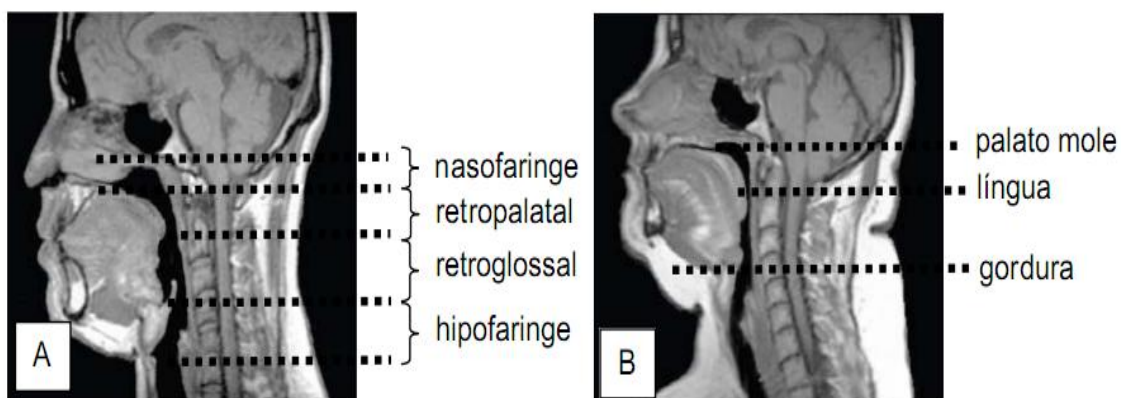 nasofaringe
retropalatal
retroglossal
hipofaringe
A
palato mole
língua
gordura
B